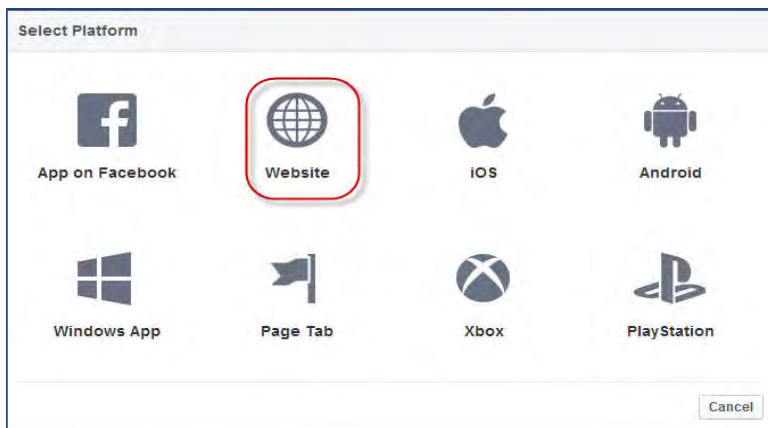 Select Platform
App on Facebook Website iOS Android
Windows App Page Tab Xbox PlayStation
Cancel